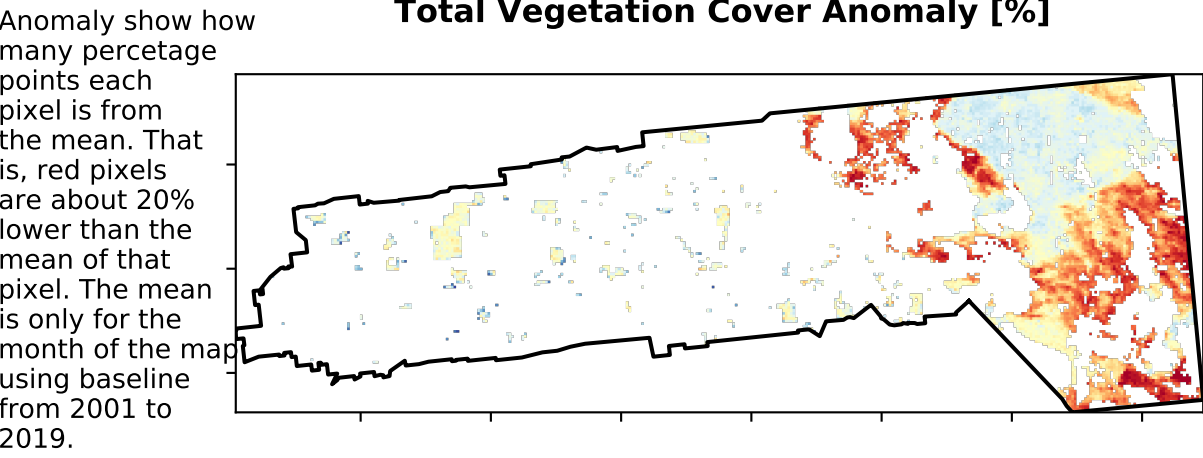 Total Vegetation Cover Anomaly [%]
Anomaly show how
many percetage
points each
pixel is from
the mean. That
is, red pixels
are about 20%
lower than the
mean of that
pixel. The mean
is only for the
month of the map
using baseline
from 2001 to
2019.